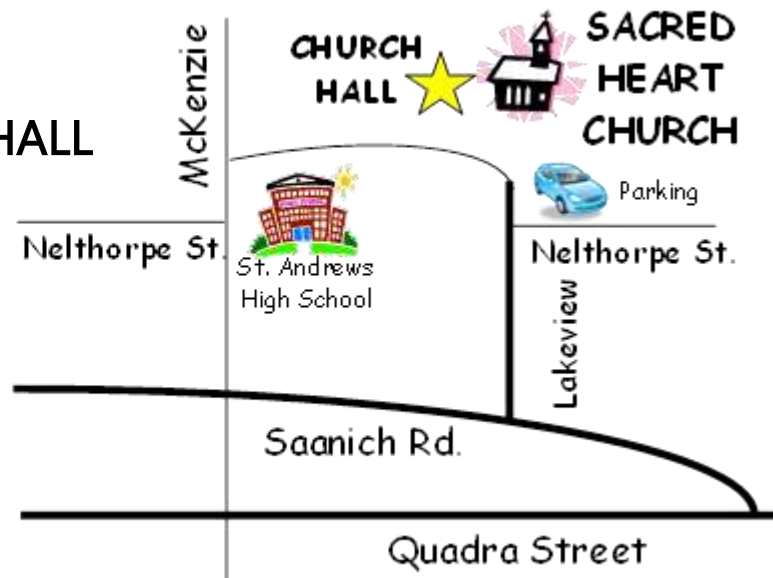 CHURCH
HALL
SACRED
HEART
CHURCH
HALL
McKenzie
Parking
Nelthorpe St.
Nelthorpe St.
St. Andrews
High School
Lakeview
Saanich Rd.
Quadra Street